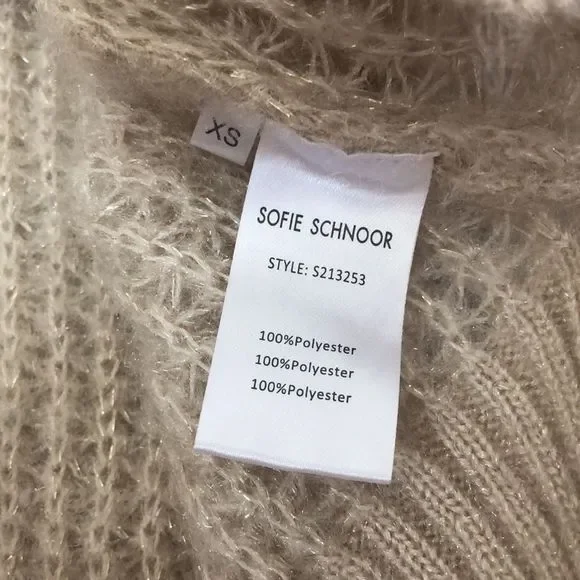 XS
SOFIE SCHNOOR
STYLE: S213253
100%Polyester
100%Polyester
100%Polyester